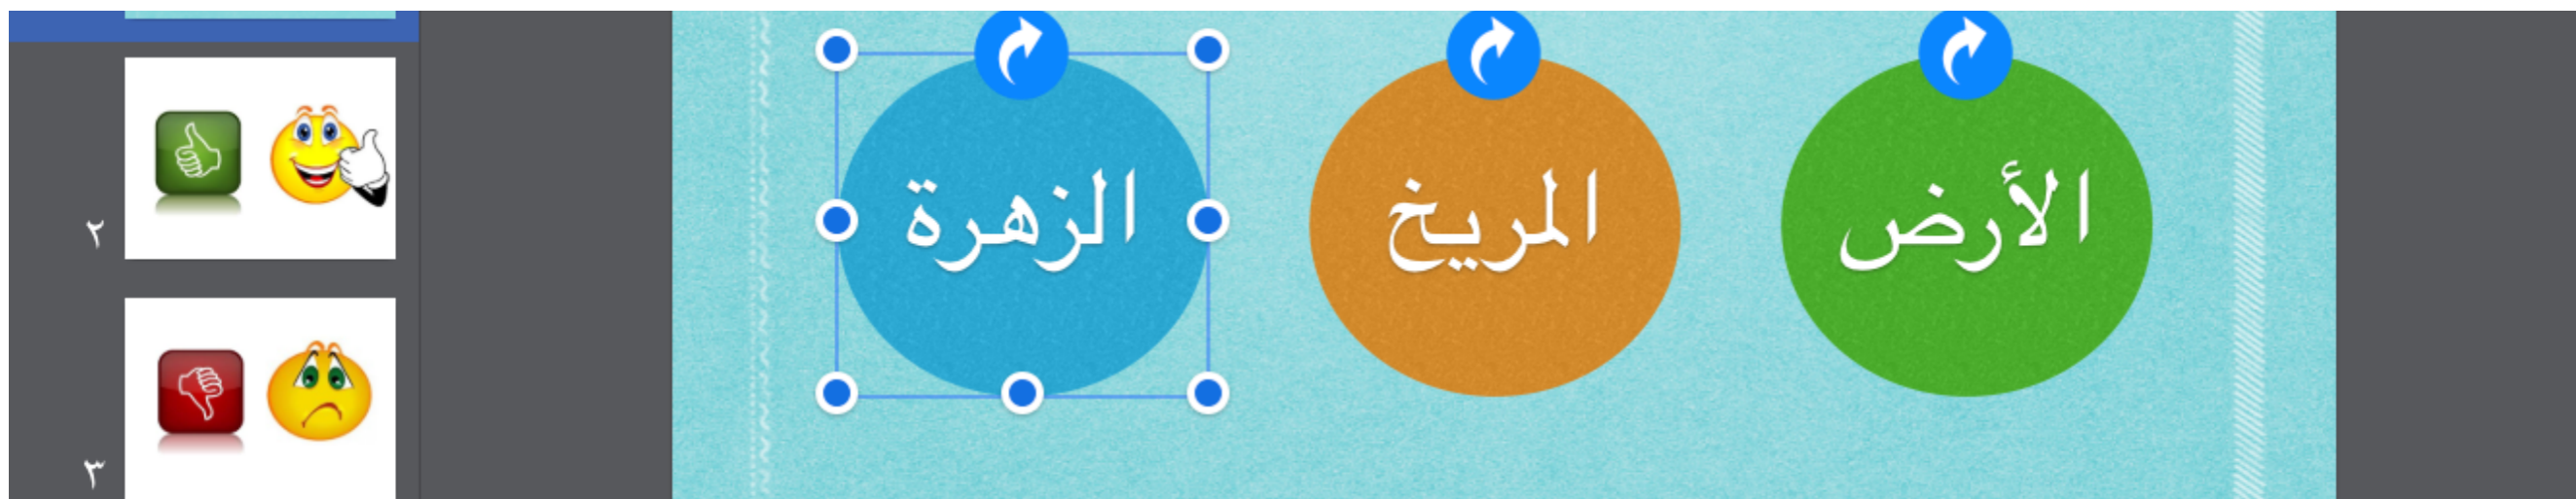 الأرض
المريخ
الزهرة
٢
٣